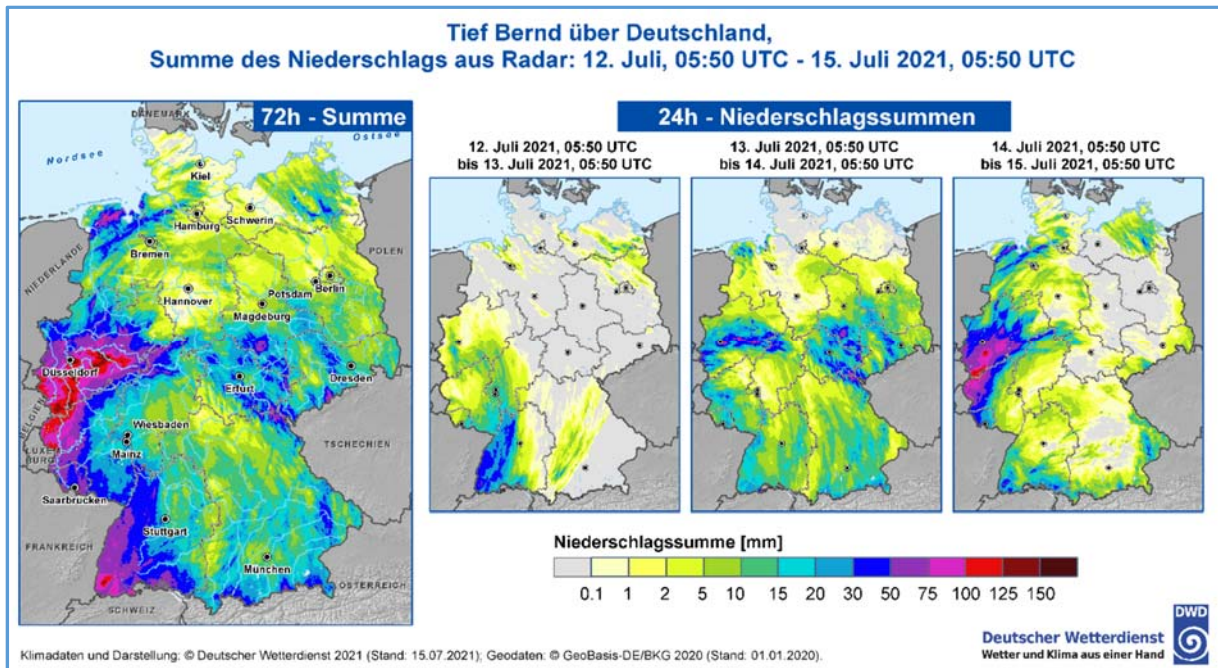 Tief Bernd über Deutschland,
Summe des Niederschlags aus Radar: 12. Juli, 05:50 UTC - 15. Juli 2021, 05:50 UTC
72h - Summe
DÄNEMARK
Nordsee
Ostsee
Kiel
Schwerin
Hamburg
Bremen
NIEDERLANDE
POLEN
Hannover
Potsdam
Berlin
Magdeburg
Düsseldorf
Erfurt
Dresden
BELGIEN
Wiesbaden
Mainz
LUXEM
BURG
TSCHECHIEN
Saarbrücken
Stuttgart
FRANKREICH
München
ÖSTERREICH
SCHWEIZ
24h - Niederschlagssummen
12. Juli 2021, 05:50 UTC
bis 13. Juli 2021, 05:50 UTC
13. Juli 2021, 05:50 UTC
bis 14. Juli 2021, 05:50 UTC
14. Juli 2021, 05:50 UTC
bis 15. Juli 2021, 05:50 UTC
Niederschlagssumme [mm]
0.1 1 2 5 10 15 20 30 50 75 100 125 150
DWD
Deutscher Wetterdienst
Wetter und Klima aus einer Hand
Klimadaten und Darstellung: © Deutscher Wetterdienst 2021 (Stand: 15.07.2021); Geodaten: © GeoBasis-DE/BKG 2020 (Stand: 01.01.2020).